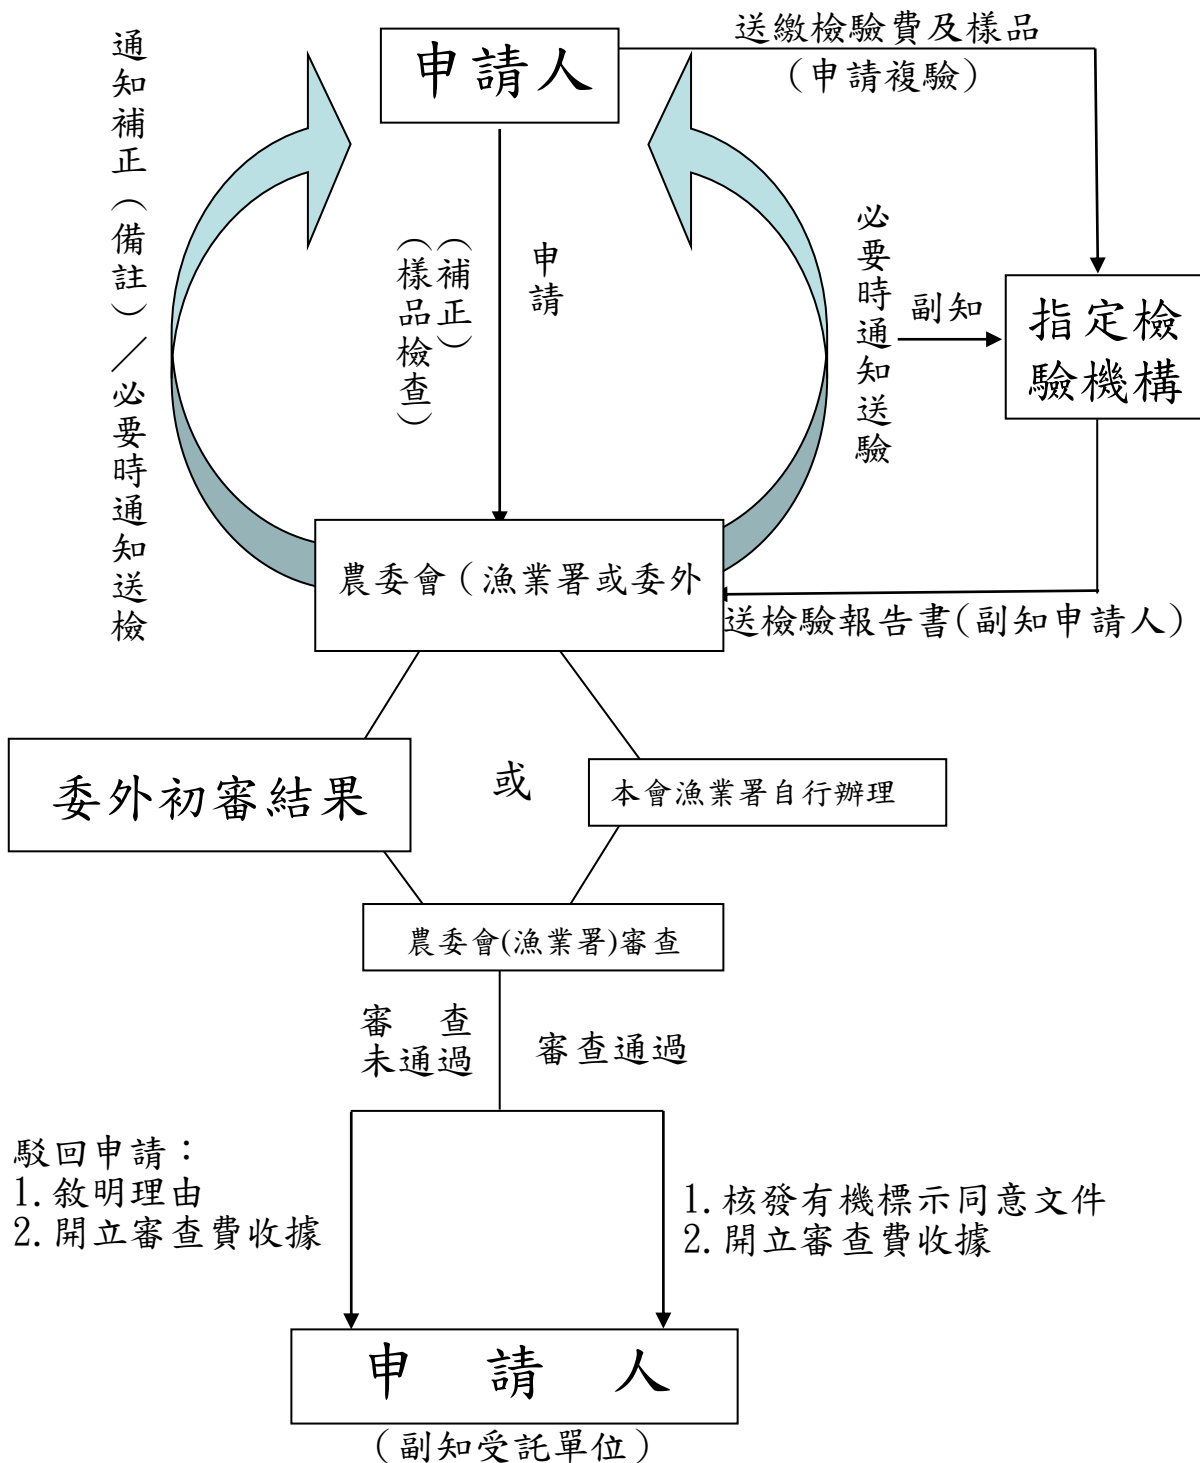 申請人
送繳檢驗費及樣品
（申請複驗）
通知補正（備註）／必要時通知送檢
申請
（補正）
（樣品檢查）
必要時通知送驗
副知
指定檢
驗機構
農委會（漁業署或委外
送檢驗報告書(副知申請人)
委外初審結果
或
本會漁業署自行辦理
農委會(漁業署)審查
審　查
未通過
審查通過
駁回申請：
1.敘明理由
2.開立審查費收據
1.核發有機標示同意文件
2.開立審查費收據
申　請　人
（副知受託單位）